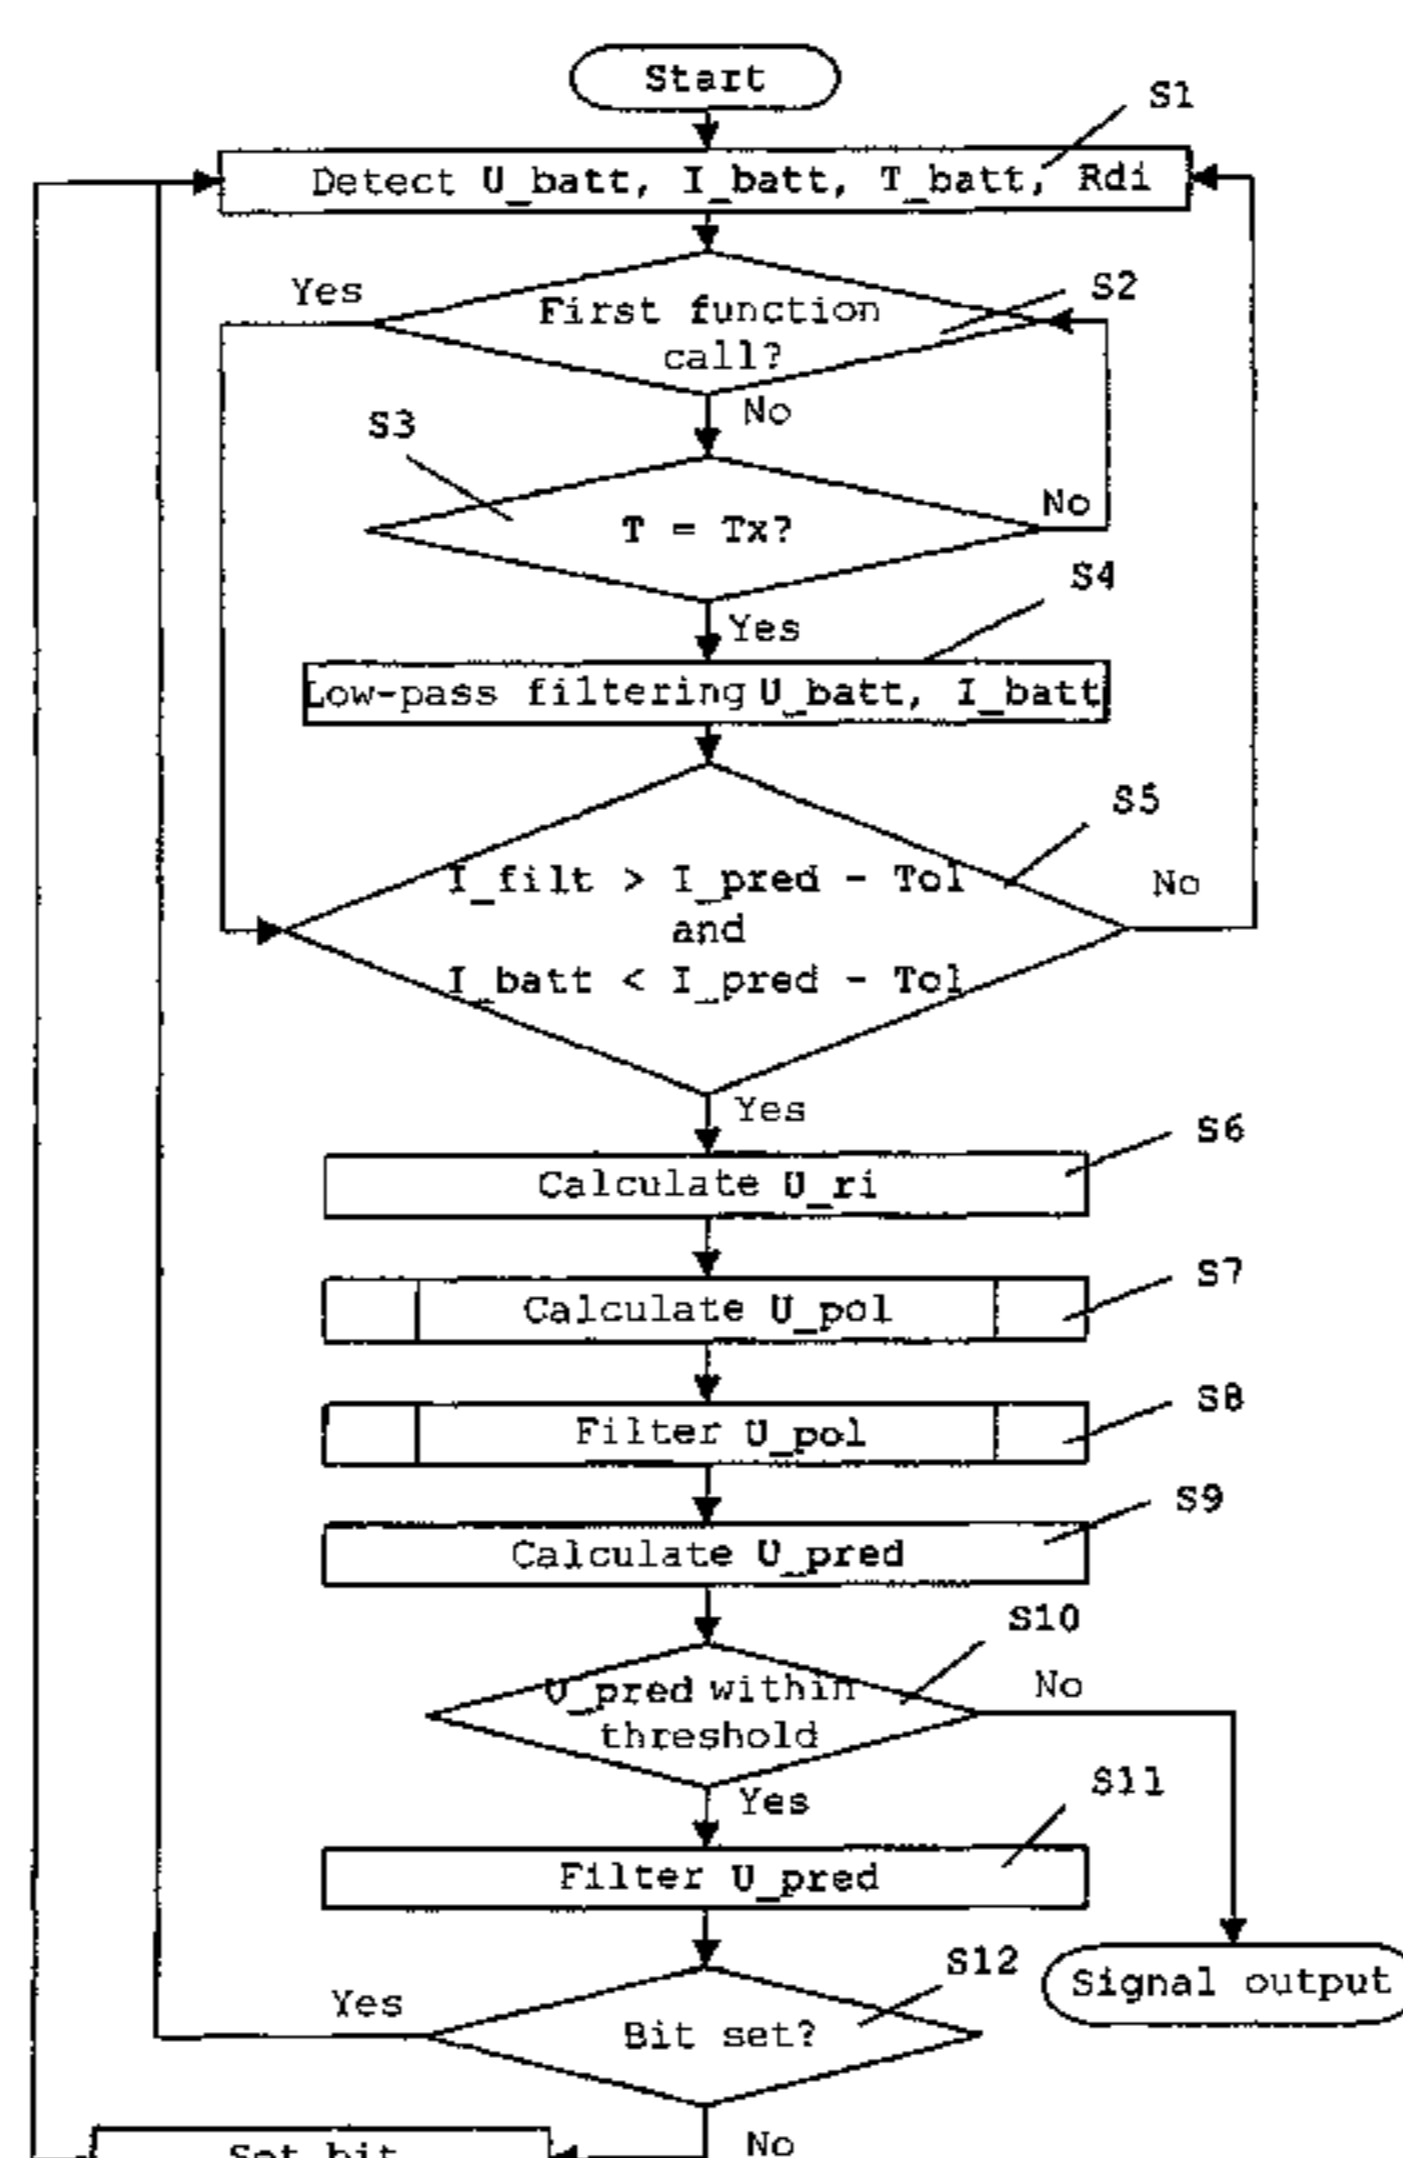 Start
S1
Detect U_batt, I_batt, T_batt, Rdi
Yes
S2
First function
call?
No
S3
No
T = Tx?
S4
Yes
Low-pass filtering U_batt, I_batt
S5
I_filt > I_pred - Tol
No
and
I_batt < I_pred - Tol
Yes
S6
Calculate U_ri
S7
Calculate U_pol
S8
Filter U_pol
S9
Calculate U_pred
S10
U_pred within
No
threshold
S11
Yes
Filter U_pred
S12
Signal output
Yes
Bit set?
No
Set bit